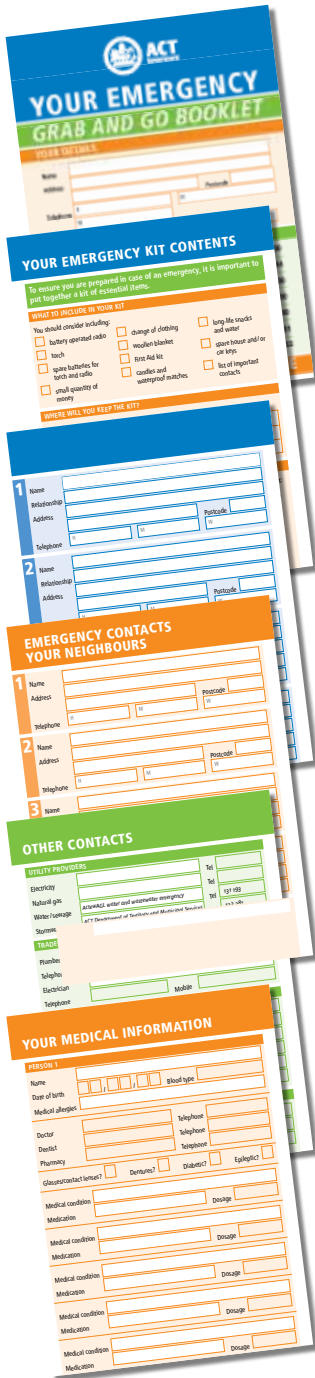 ACT
YOUR EMERGENCY
GRAB AND GO BOOKLET
YOUR DETAILS
Name
Address
Postcode
Telephone
H
M
W
YOUR EMERGENCY KIT CONTENTS
To ensure you are prepared in case of an emergency, it is important to
put together a kit of essential items.
WHAT TO INCLUDE IN YOUR KIT
You should consider including:
battery operated radio
torch
spare batteries for
torch and radio
small quantity of
money
change of clothing
woollen blanket
First Aid kit
candles and
waterproof matches
long-life snacks
and water
spare house and/or
car keys
list of important
contacts
WHERE WILL YOU KEEP THE KIT?
1
Name
Relationship
Address
Postcode
Telephone
H
M
W
2
Name
Relationship
Address
Postcode
H
M
W
EMERGENCY CONTACTS
YOUR NEIGHBOURS
1
Name
Address
Postcode
Telephone
H
M
W
2
Name
Address
Postcode
Telephone
H
M
W
3
Name
OTHER CONTACTS
UTILITY PROVIDERS
Electricity
Tel
Natural gas
Tel
Water/sewage
ActewAGL water and wastewater emergency
Tel
131 193
ACT Department of Territory and Municipal Services
TRADE
Plumber
Electrician
Mobile
Telephone
YOUR MEDICAL INFORMATION
PERSON 1
Name
Date of birth
/
/
Blood type
Medical allergies
Doctor
Telephone
Dentist
Telephone
Pharmacy
Telephone
Glasses/contact lenses?
Dentures?
Diabetic?
Epileptic?
Medical condition
Medication
Dosage
Medical condition
Medication
Dosage
Medical condition
Medication
Dosage
Medical condition
Medication
Dosage
Medical condition
Medication
Dosage